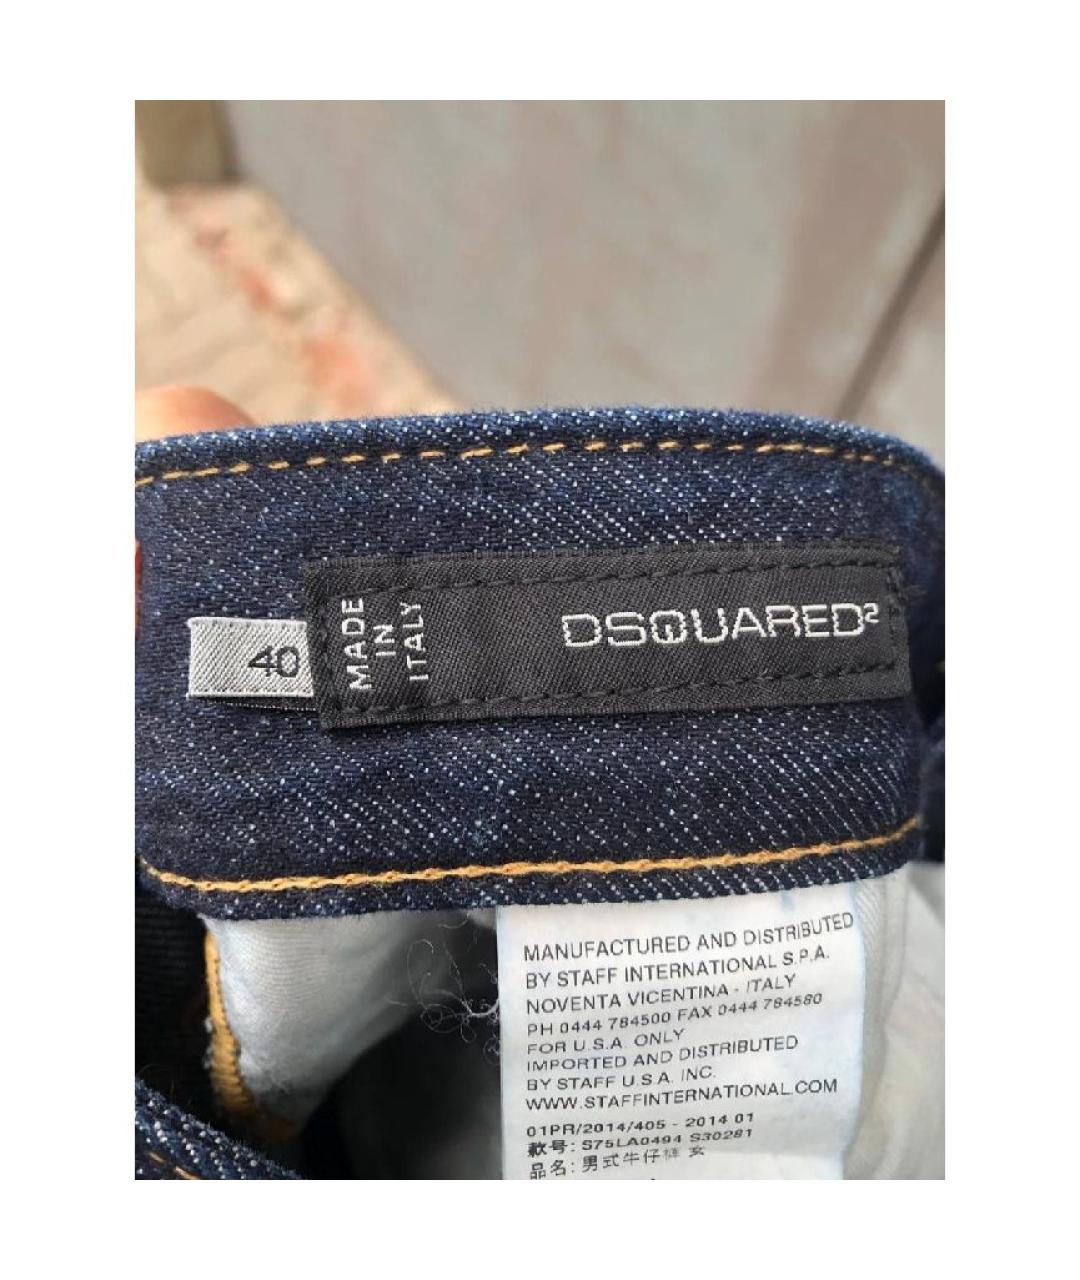 40
MADE
IN
ITALY
DSQUARED2
MANUFACTURED AND DISTRIBUTED
BY STAFF INTERNATIONAL S.P.A.
NOVENTA VICENTINA - ITALY
PH 0444 784500 FAX 0444 784580
FOR U.S.A. ONLY
IMPORTED AND DISTRIBUTED
BY STAFF U.S.A. INC.
WWW.STAFFINTERNATIONAL.COM
01PR/2014/405 - 2014 01
款号: S75LA0494 S30281
品名: 男式牛仔裤 女